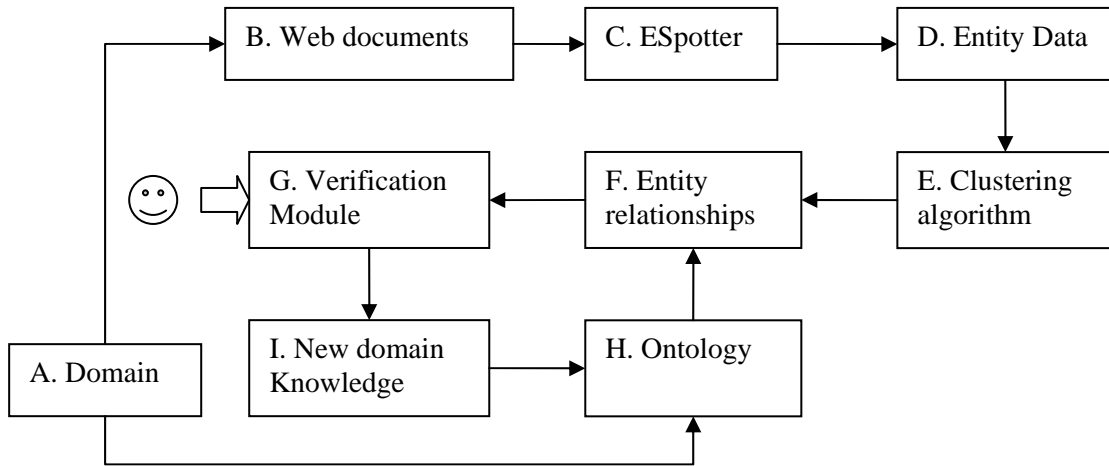 B. Web documents
C. ESpotter
D. Entity Data
G. Verification
Module
F. Entity
relationships
E. Clustering
algorithm
A. Domain
I. New domain
Knowledge
H. Ontology